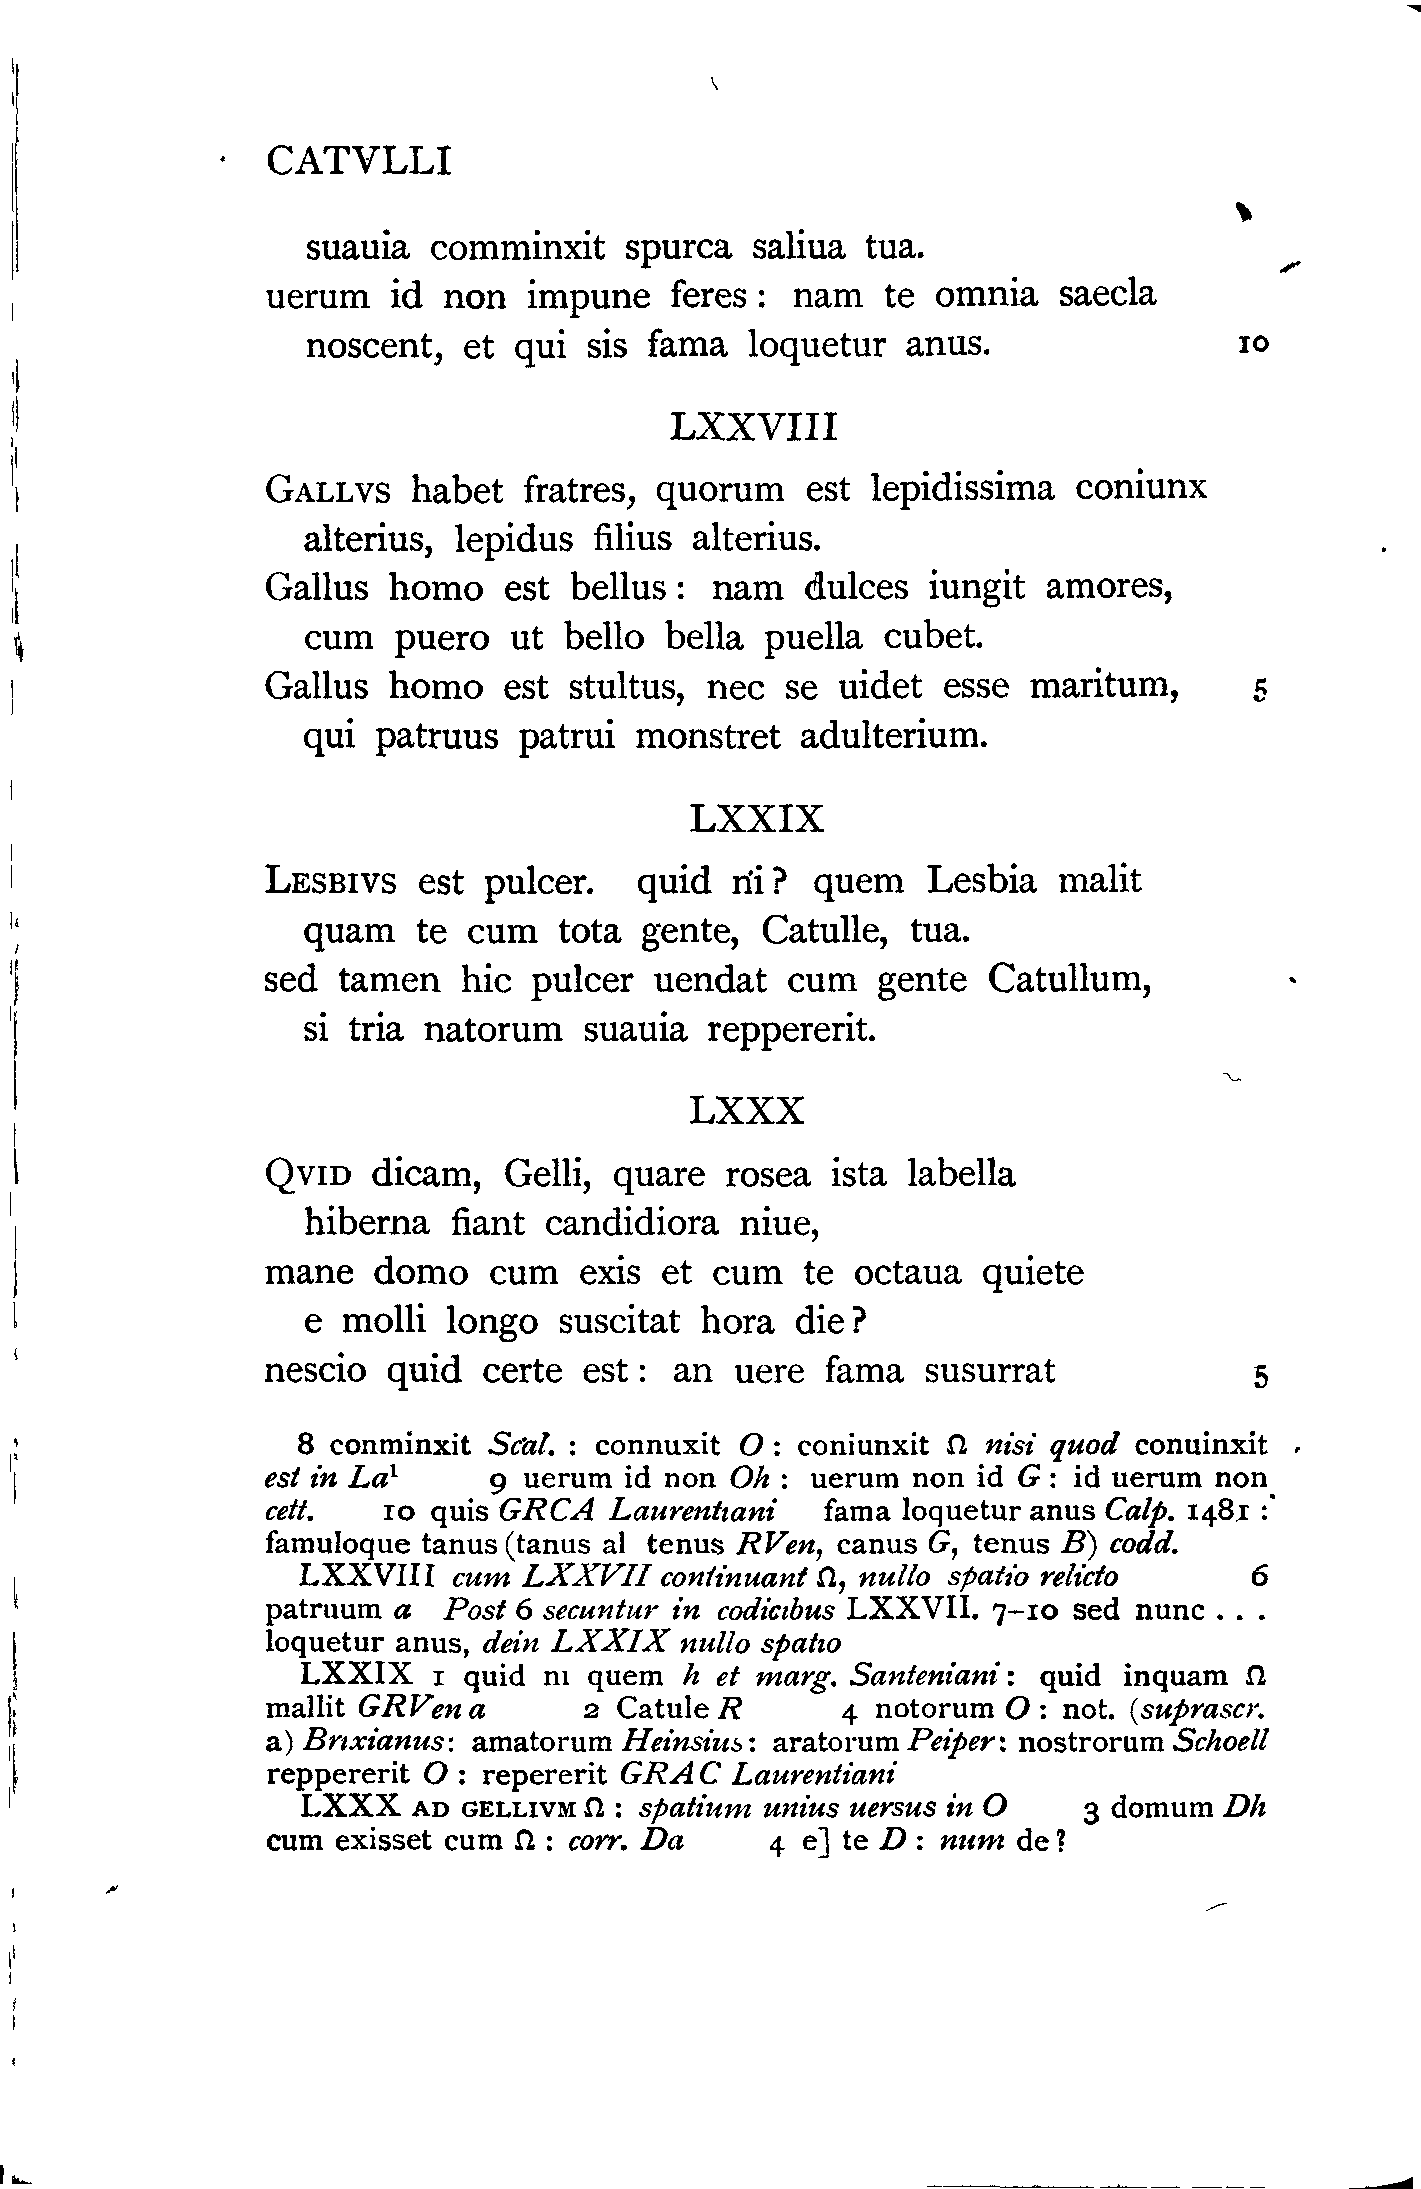 CATVLLI
suauia comminxit spurca saliua tua.
uerum id non impune feres : nam te omnia saecla
noscent, et qui sis fama loquetur anus. 10
LXXVIII
GALLVS habet fratres, quorum est lepidissima coniunx
alterius, lepidus filius alterius.
Gallus homo est bellus : nam dulces iungit amores,
cum puero ut bello bella puella cubet.
Gallus homo est stultus, nec se uidet esse maritum, 5
qui patruus patrui monstret adulterium.
LXXIX
LESBIVS est pulcer. quid ni? quem Lesbia malit
quam te cum tota gente, Catulle, tua.
sed tamen hic pulcer uendat cum gente Catullum,
si tria natorum suauia reppererit.
LXXX
QVID dicam, Gelli, quare rosea ista labella
hiberna fiant candidiora niue,
mane domo cum exis et cum te octaua quiete
e molli longo suscitat hora die?
nescio quid certe est : an uere fama susurrat 5
8 conminxit Scal. : connuxit O : coniunxit Ω nisi quod conuinxit
est in La¹ 9 uerum id non Oh : uerum non id G : id uerum non
cett. 10 quis GRCA Laurentiani fama loquetur anus Calp. 1481 :
famuloque tanus (tanus al tenus RVen, canus G, tenus B) codd.
LXXVIII cum LXXVII continuant Ω, nullo spatio relicto 6
patruum a Post 6 secuntur in codicibus LXXVII. 7–10 sed nunc . . .
loquetur anus, dein LXXIX nullo spatio
LXXIX 1 quid ni quem h et marg. Santeniani : quid inquam Ω
mallit GRVen a 2 Catule R 4 notorum O : not. (suprascr.
a) Brixianus : amatorum Heinsius : aratorum Peiper : nostrorum Schoell
reppererit O : repererit GRAC Laurentiani
LXXX AD GELLIVM Ω : spatium unius uersus in O 3 domum Dh
cum exisset cum Ω : corr. Da 4 e] te D : num de?